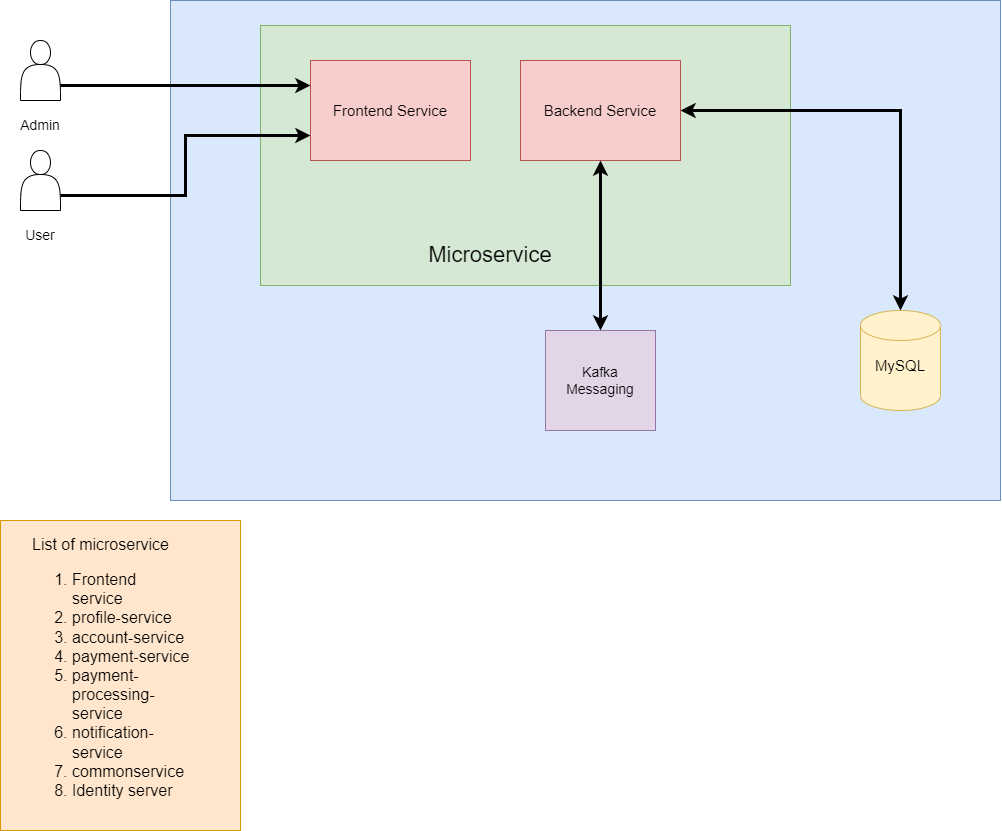 Admin
User
Frontend Service
Backend Service
Microservice
Kafka
Messaging
MySQL
List of microservice
1. Frontend
service
2. profile-service
3. account-service
4. payment-service
5. payment-
processing-
service
6. notification-
service
7. commonservice
8. Identity server